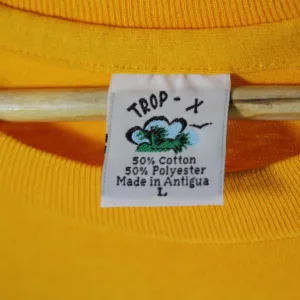 TROP - X
50% Cotton
50% Polyester
Made in Antigua
L